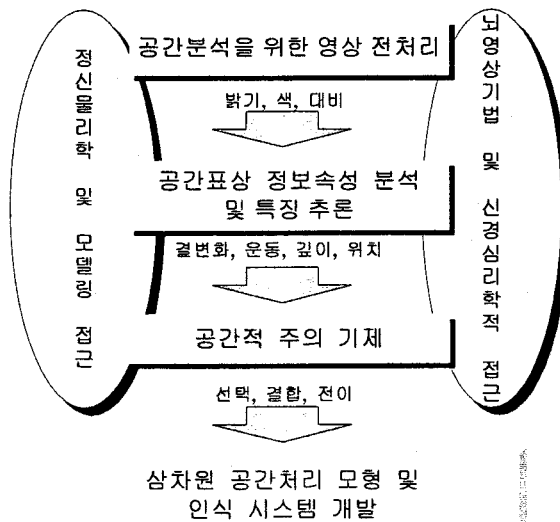 공간분석을 위한 영상 전처리
밝기, 색, 대비
공간표상 정보속성 분석
및 특징 추론
결변화, 운동, 깊이, 위치
공간적 주의 기제
선택, 결합, 전이
삼차원 공간처리 모형 및
인식 시스템 개발
정신물리학 및 모델링 접근
뇌영상기법 및 신경심리학적 접근